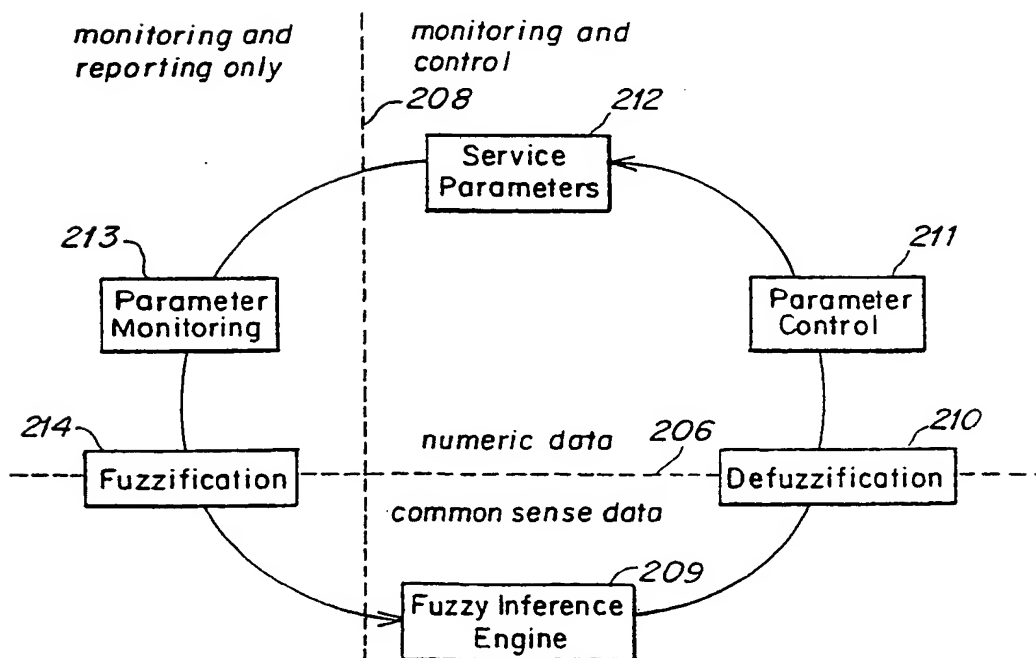 monitoring and
reporting only
monitoring and
control
208
212
Service
Parameters
213
211
Parameter
Monitoring
Parameter
Control
214
numeric data
206
210
Fuzzification
Defuzzification
common sense data
209
Fuzzy Inference
Engine